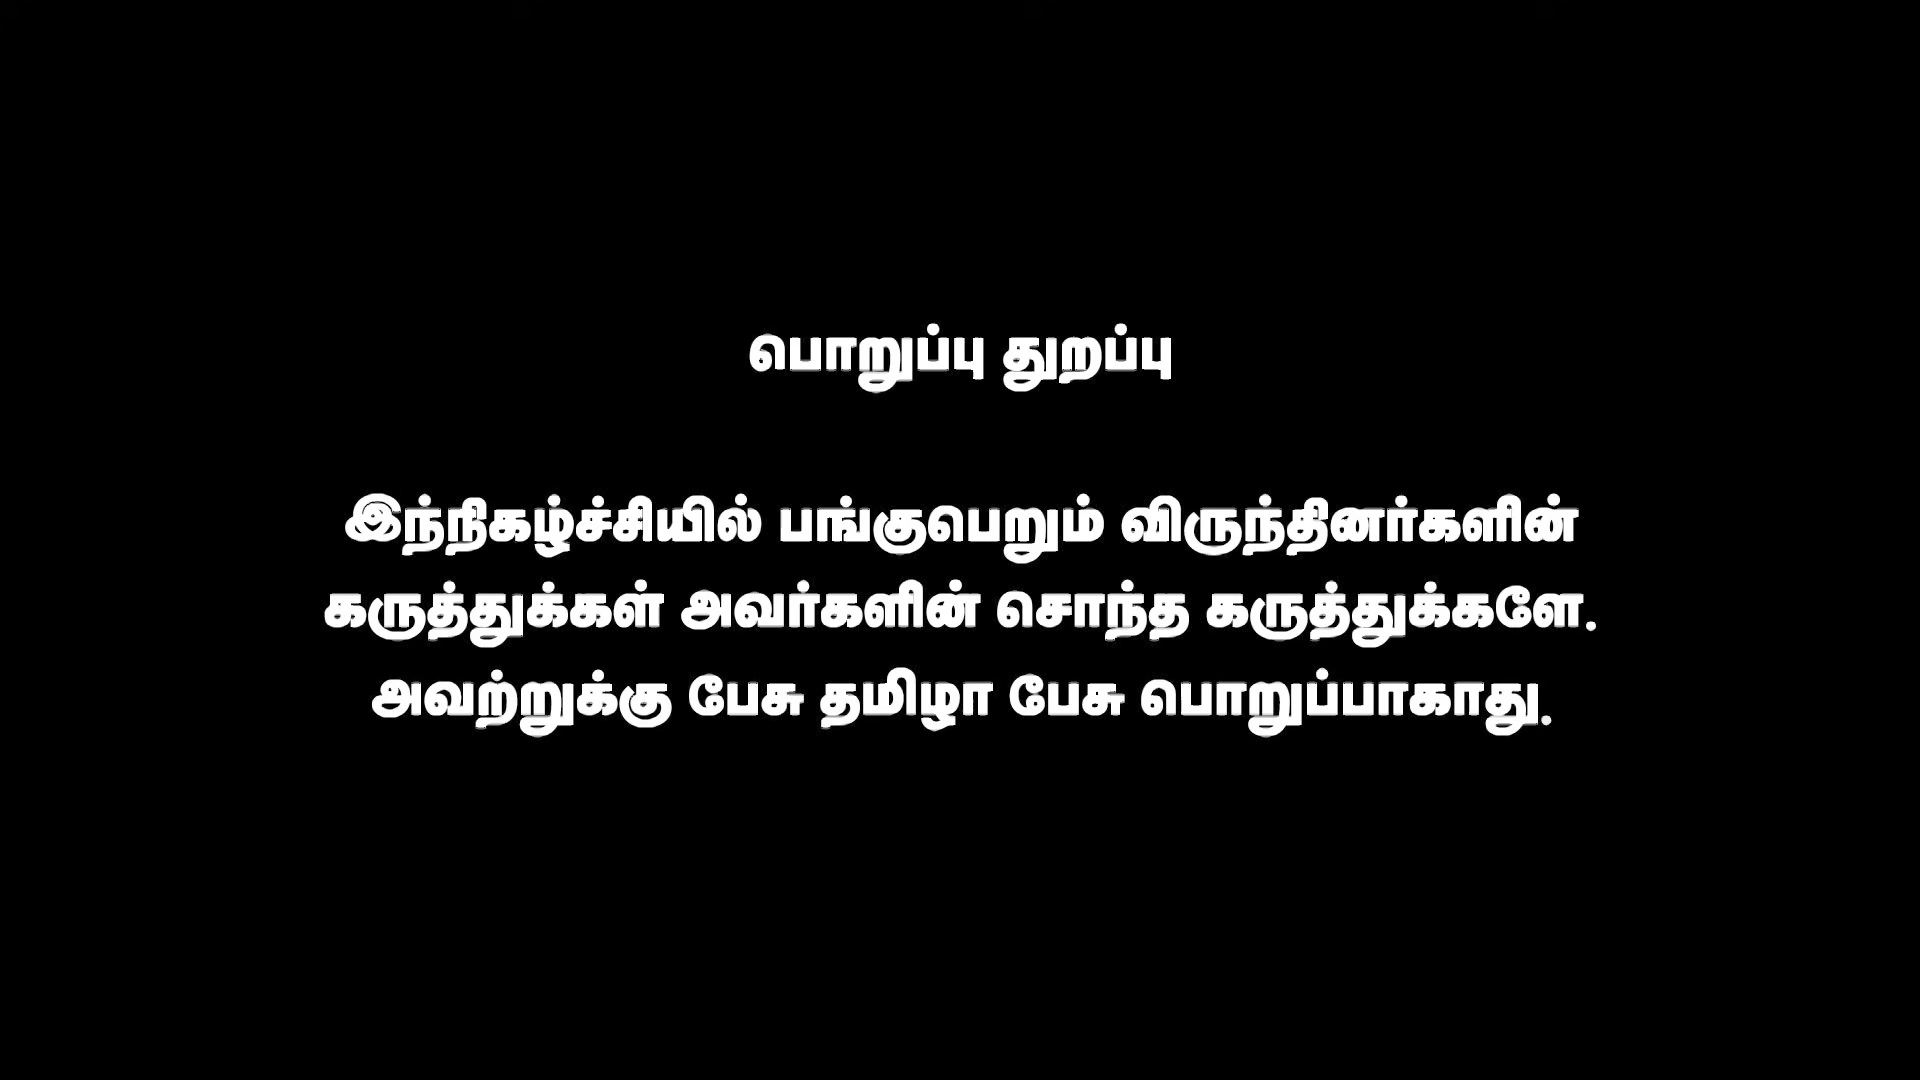 பொறுப்பு துறப்பு
இந்நிகழ்ச்சியில் பங்குபெறும் விருந்தினர்களின்
கருத்துக்கள் அவர்களின் சொந்த கருத்துக்களே.
அவற்றுக்கு பேசு தமிழா பேசு பொறுப்பாகாது.